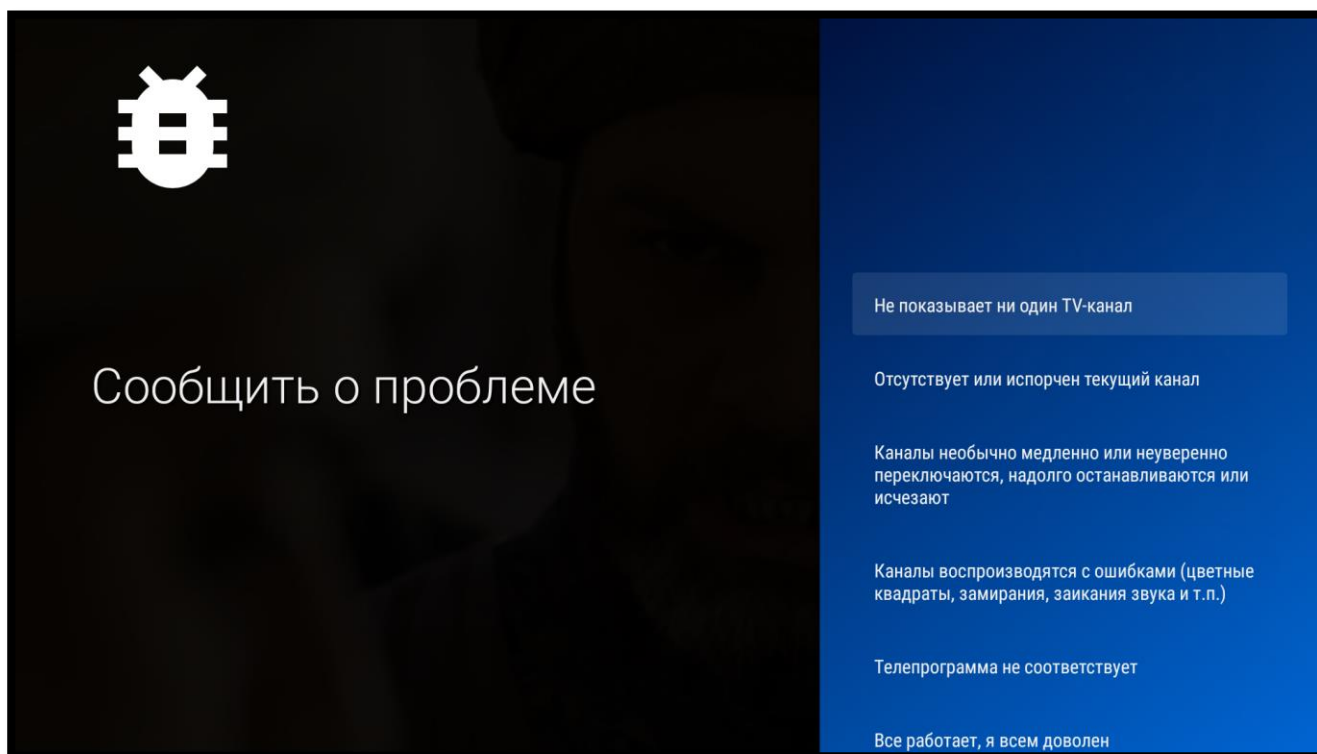 Сообщить о проблеме
Не показывает ни один TV-канал
Отсутствует или испорчен текущий канал
Каналы необычно медленно или неуверенно
переключаются, надолго останавливаются или
исчезают
Каналы воспроизводятся с ошибками (цветные
квадраты, замирания, заикания звука и т.п.)
Телепрограмма не соответствует
Все работает, я всем доволен